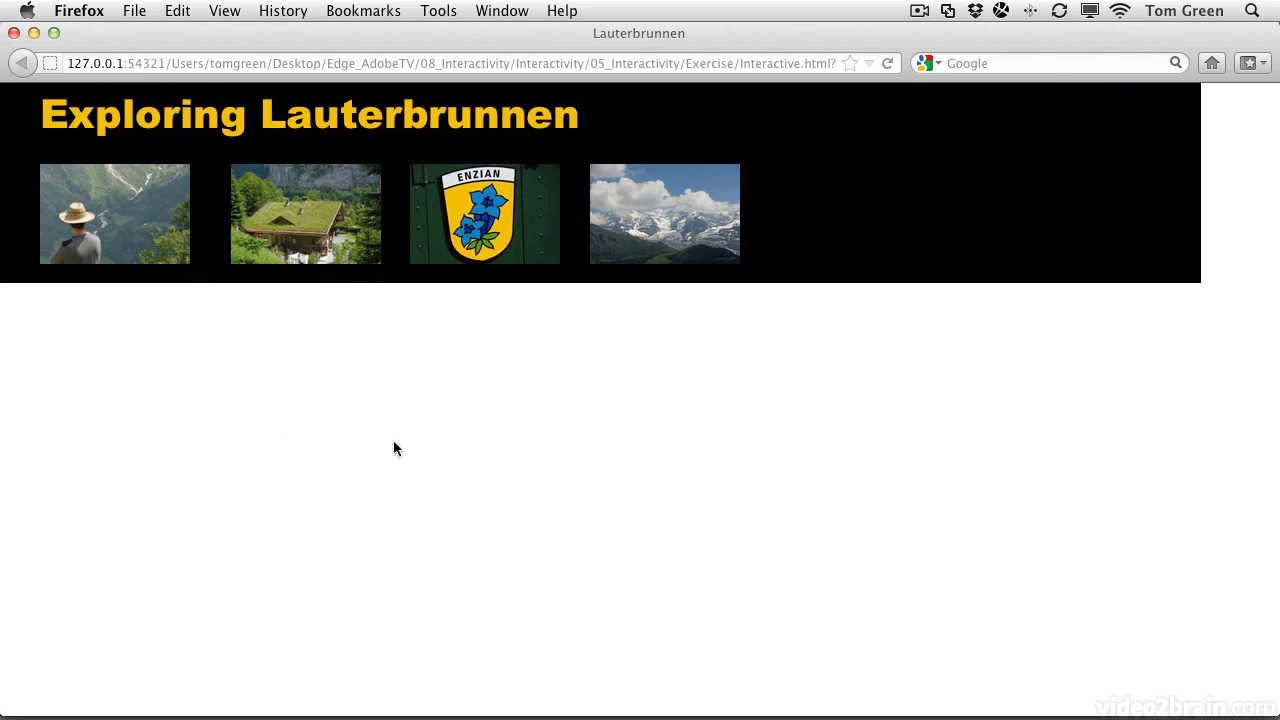 Firefox File Edit View History Bookmarks Tools Window Help Tom Green
Lauterbrunnen
127.0.0.1:54321/Users/tomgreen/Desktop/Edge_AdobeTV/08_Interactivity/Interactivity/05_Interactivity/Exercise/Interactive.html? Google
Exploring Lauterbrunnen
ENZIAN
video2brain.com